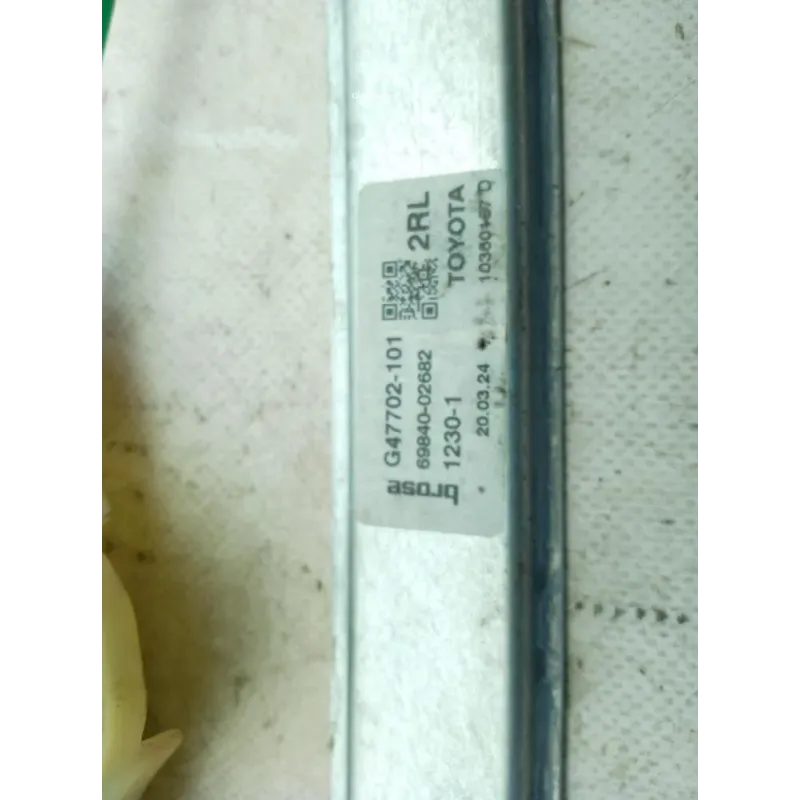 G47702-101
2RL
69840-02682
TOYOTA
1230-1
20.03.24
brose